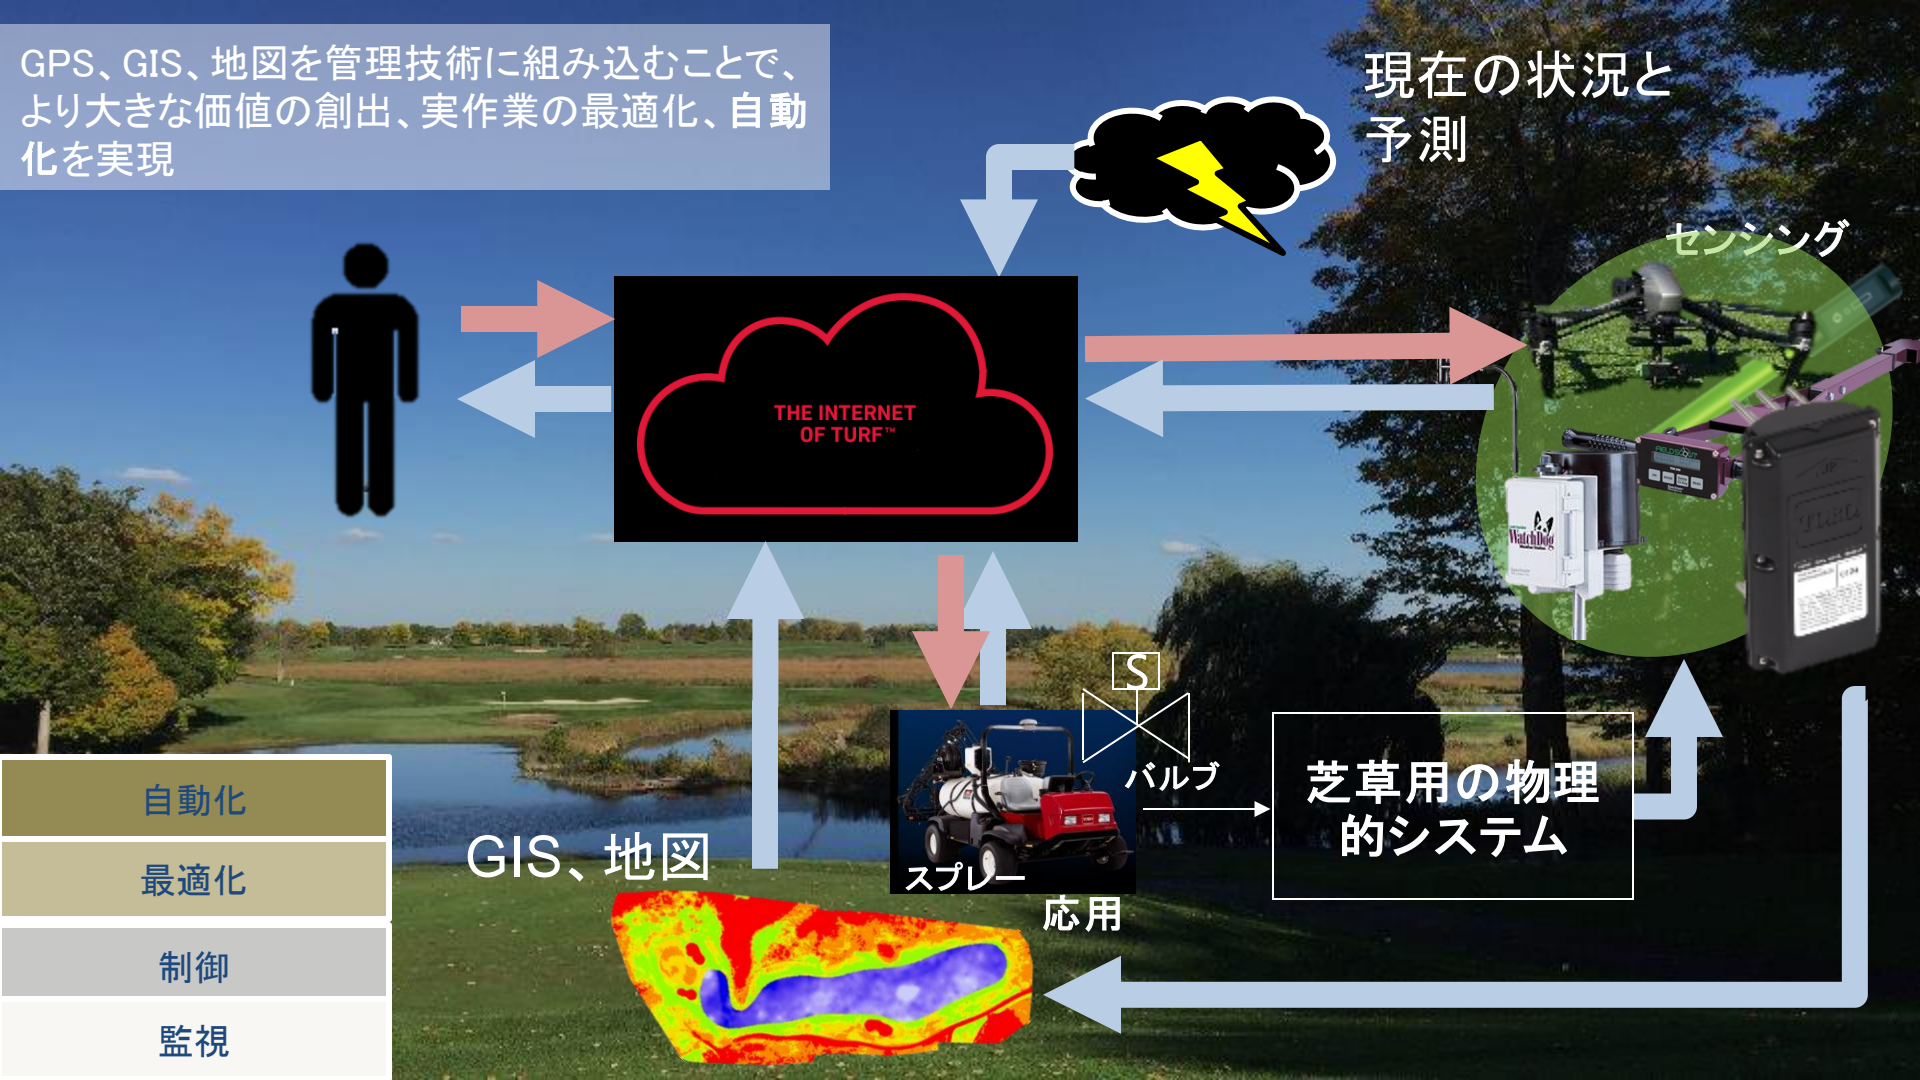 GPS、GIS、地図を管理技術に組み込むことで、
より大きな価値の創出、実作業の最適化、自動
化を実現
現在の状況と
予測
センシング
THE INTERNET
OF TURF™
FIELDSCOUT
WatchDog
TORO
S
バルブ
芝草用の物理
的システム
スプレー
応用
GIS、地図
自動化
最適化
制御
監視